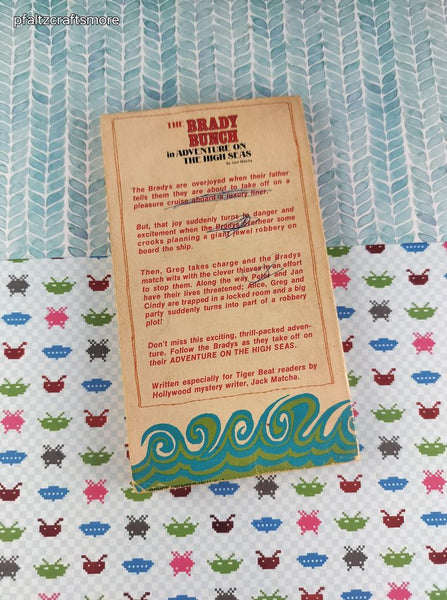 pfaltzcraftsmore
THE BRADY
BUNCH
in ADVENTURE ON
THE HIGH SEAS
By Jack Matcha
The Bradys are overjoyed when their father
tells them they are about to take off on a
pleasure cruise aboard a luxury liner.
But, that joy suddenly turns to danger and
excitement when the Bradys overhear some
crooks planning a giant jewel robbery on
board the ship.
Then, Greg takes charge and the Bradys
match wits with the clever thieves in an effort
to stop them. Along the way Peter and Jan
have their lives threatened; Alice, Greg and
Cindy are trapped in a locked room and a big
party suddenly turns into part of a robbery
plot!
Don't miss this exciting, thrill-packed adven-
ture. Follow the Bradys as they take off on
their ADVENTURE ON THE HIGH SEAS.
Written especially for Tiger Beat readers by
Hollywood mystery writer, Jack Matcha.